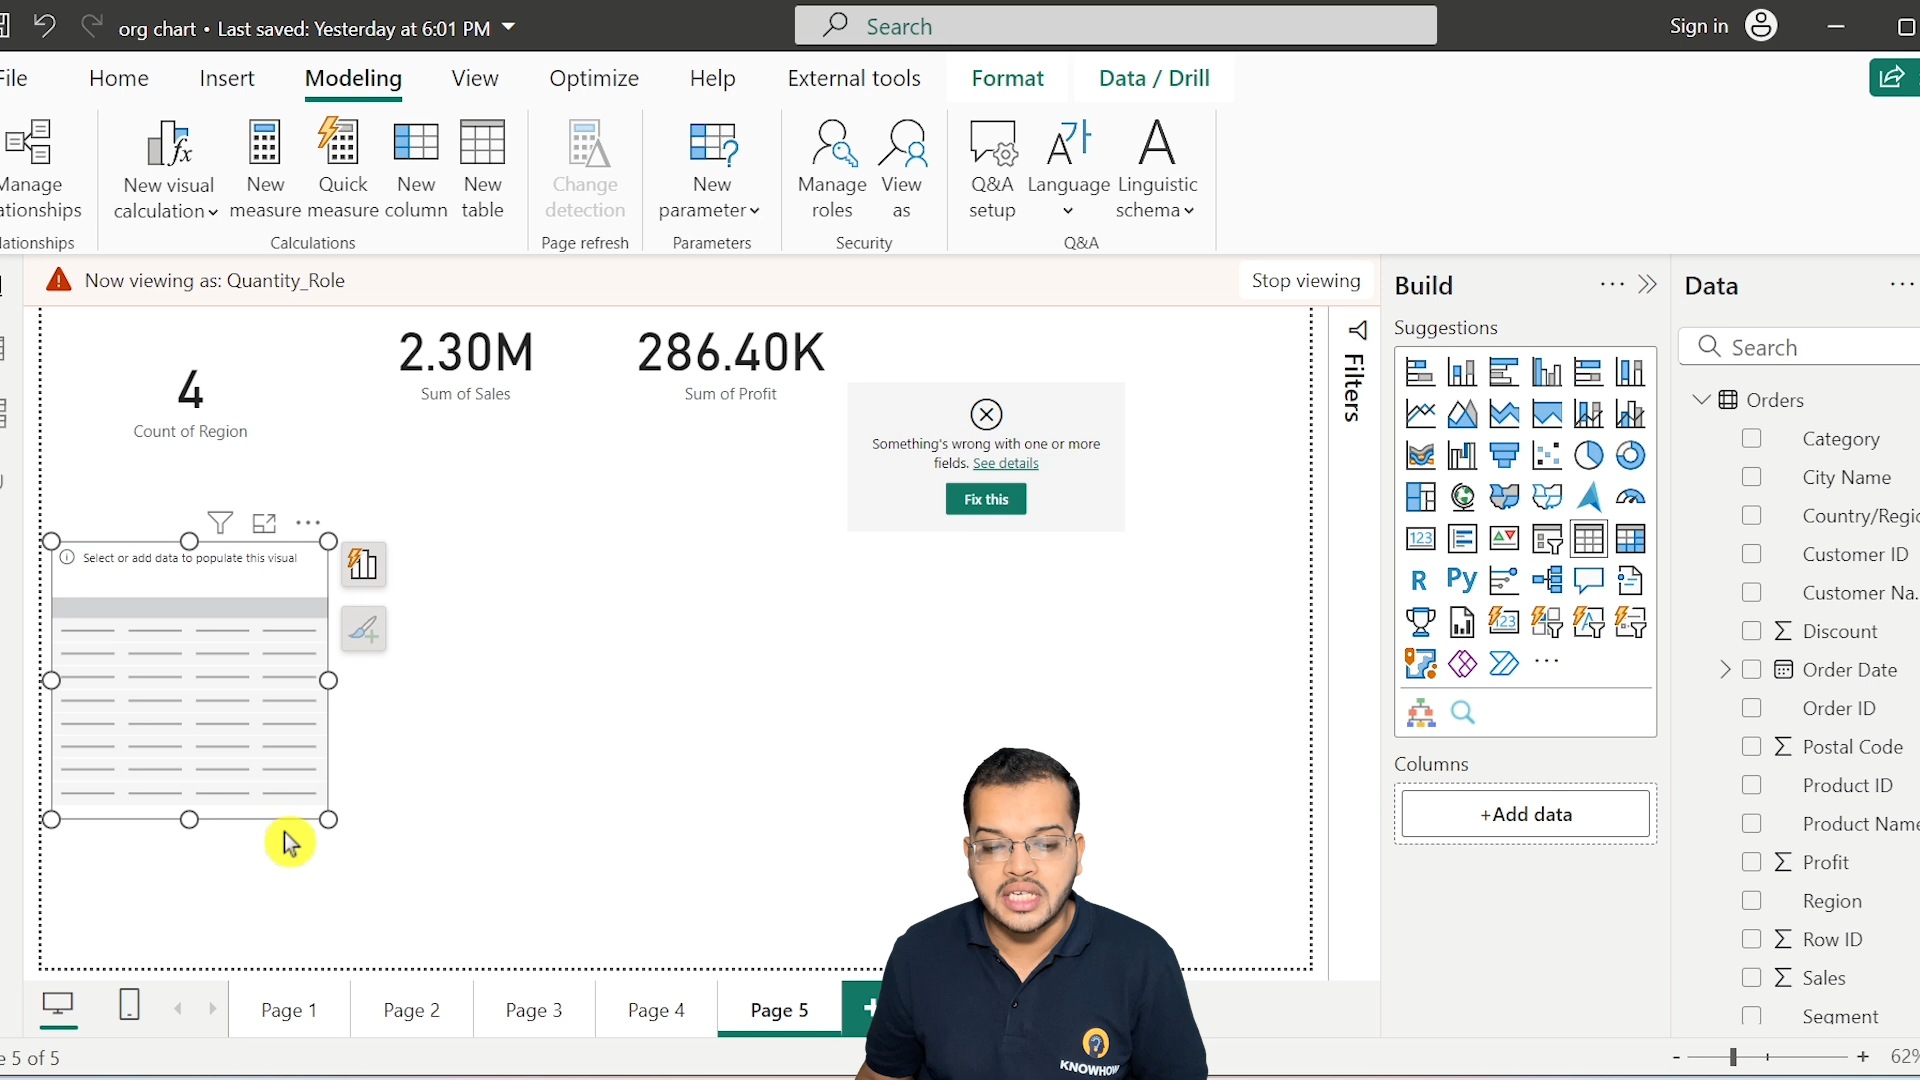 org chart • Last saved: Yesterday at 6:01 PM
Search
Sign in
File
Home
Insert
Modeling
View
Optimize
Help
External tools
Format
Data / Drill
Manage
New visual
calculation
New
measure
Quick
measure
New
column
New
table
Change
detection
New
parameter
Manage
roles
View
as
Q&A
setup
Language
Linguistic
schema
Calculations
Page refresh
Parameters
Security
Q&A
Now viewing as: Quantity_Role
Stop viewing
4
Count of Region
2.30M
Sum of Sales
286.40K
Sum of Profit
Something's wrong with one or more
fields. See details
Fix this
Select or add data to populate this visual
Filters
Build
Suggestions
123
R
Py
123
Columns
+Add data
Data
Search
Orders
Category
City Name
Country/Regio
Customer ID
Customer Na...
Discount
Order Date
Order ID
Postal Code
Product ID
Product Name
Profit
Region
Row ID
Sales
Segment
Page 1
Page 2
Page 3
Page 4
Page 5
e 5 of 5
62%
KNOWHOW